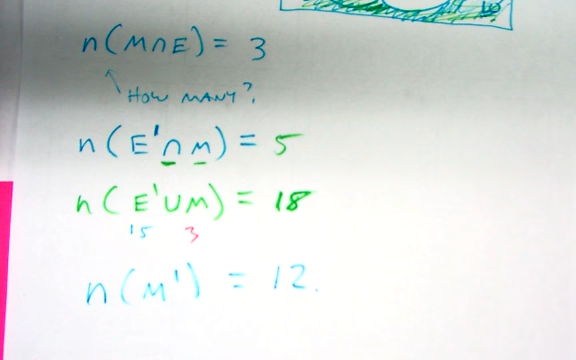 n(M∩E) = 3
HOW MANY?
n(E'∩M) = 5
n(E'∪M) = 18
15 3
n(M') = 12.